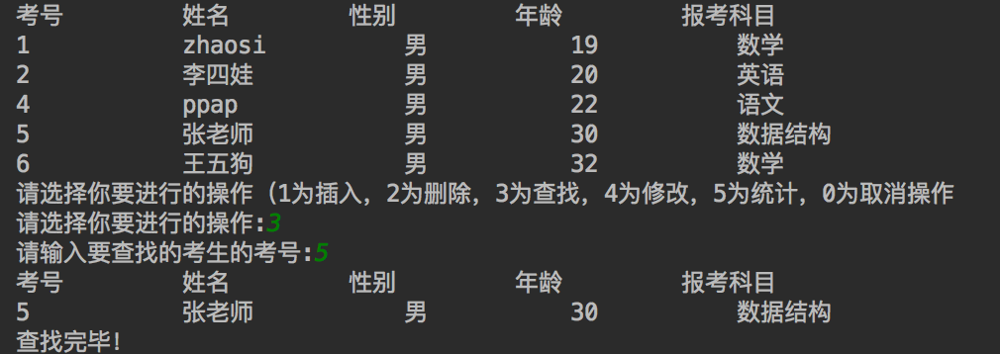 考号 姓名 性别 年龄 报考科目
1 zhaosi 男 19 数学
2 李四娃 男 20 英语
4 ppap 男 22 语文
5 张老师 男 30 数据结构
6 王五狗 男 32 数学
请选择你要进行的操作（1为插入，2为删除，3为查找，4为修改，5为统计，0为取消操作
请选择你要进行的操作:3
请输入要查找的考生的考号:5
考号 姓名 性别 年龄 报考科目
5 张老师 男 30 数据结构
查找完毕!